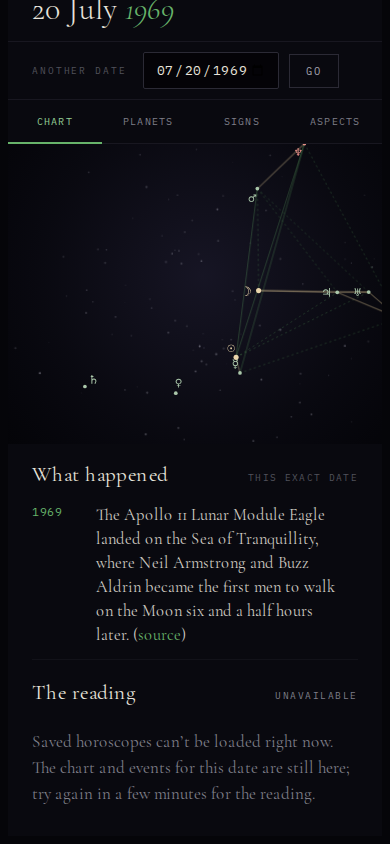 20 July 1969
ANOTHER DATE 07/20/1969 GO
CHART PLANETS SIGNS ASPECTS
♂
☽ ♃ ♅
☉
☿
♄ ♀
What happened THIS EXACT DATE
1969 The Apollo 11 Lunar Module Eagle
landed on the Sea of Tranquillity,
where Neil Armstrong and Buzz
Aldrin became the first men to walk
on the Moon six and a half hours
later. (source)
The reading UNAVAILABLE
Saved horoscopes can’t be loaded right now.
The chart and events for this date are still here;
try again in a few minutes for the reading.